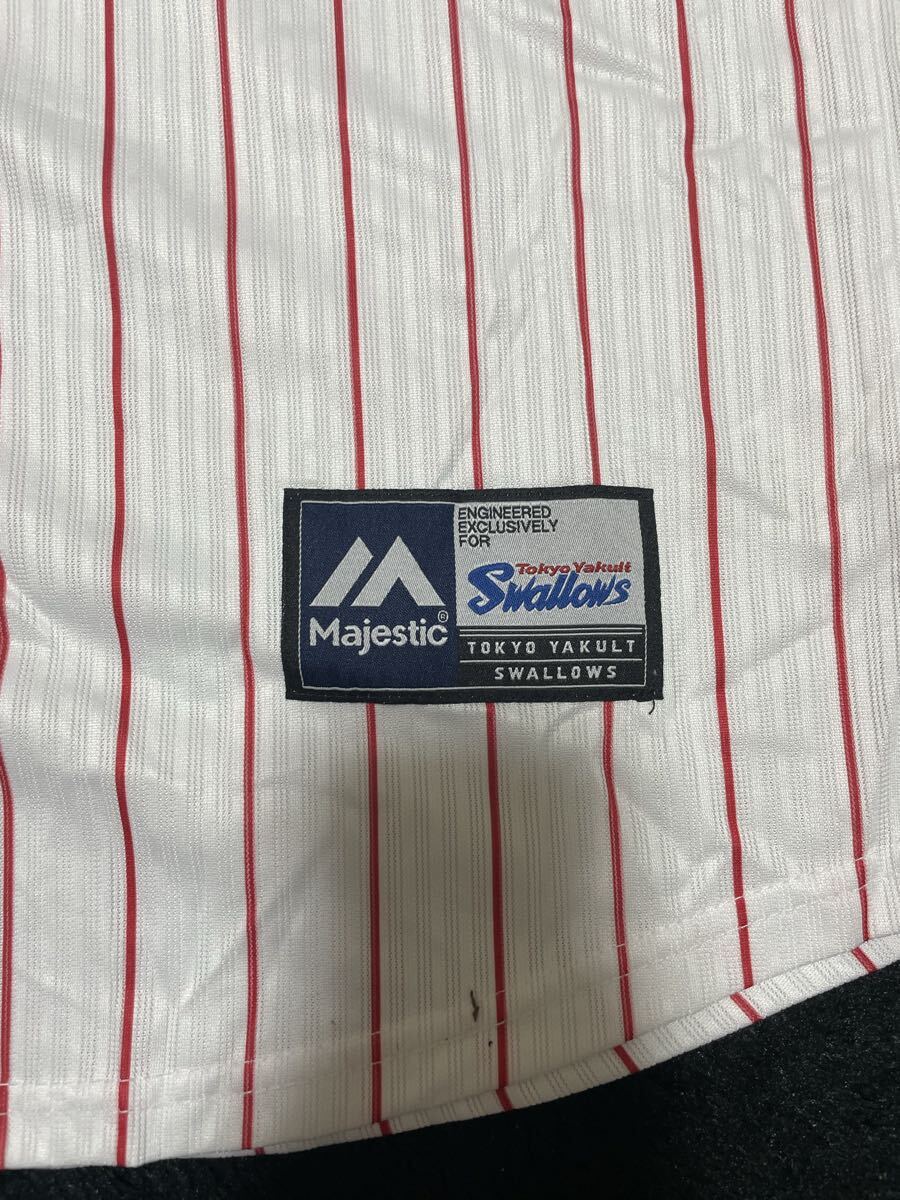 ENGINEERED
EXCLUSIVELY
FOR
Tokyo Yakult
Swallows
Majestic®
TOKYO YAKULT
SWALLOWS